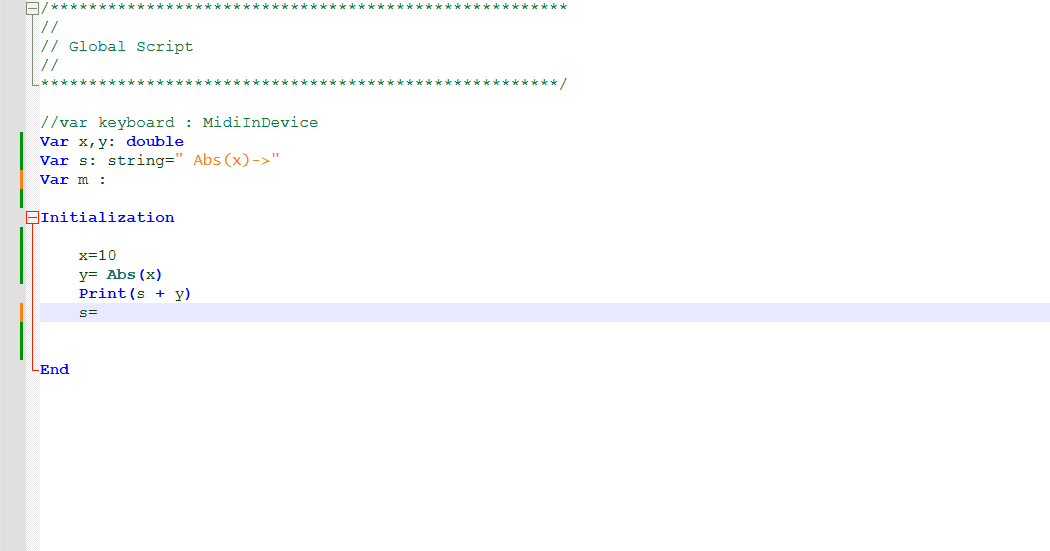 /******************************************************
//
// Global Script
//
******************************************************/
//var keyboard : MidiInDevice
Var x,y: double
Var s: string=" Abs(x)->"
Var m :
Initialization
x=10
y= Abs(x)
Print(s + y)
s=
End